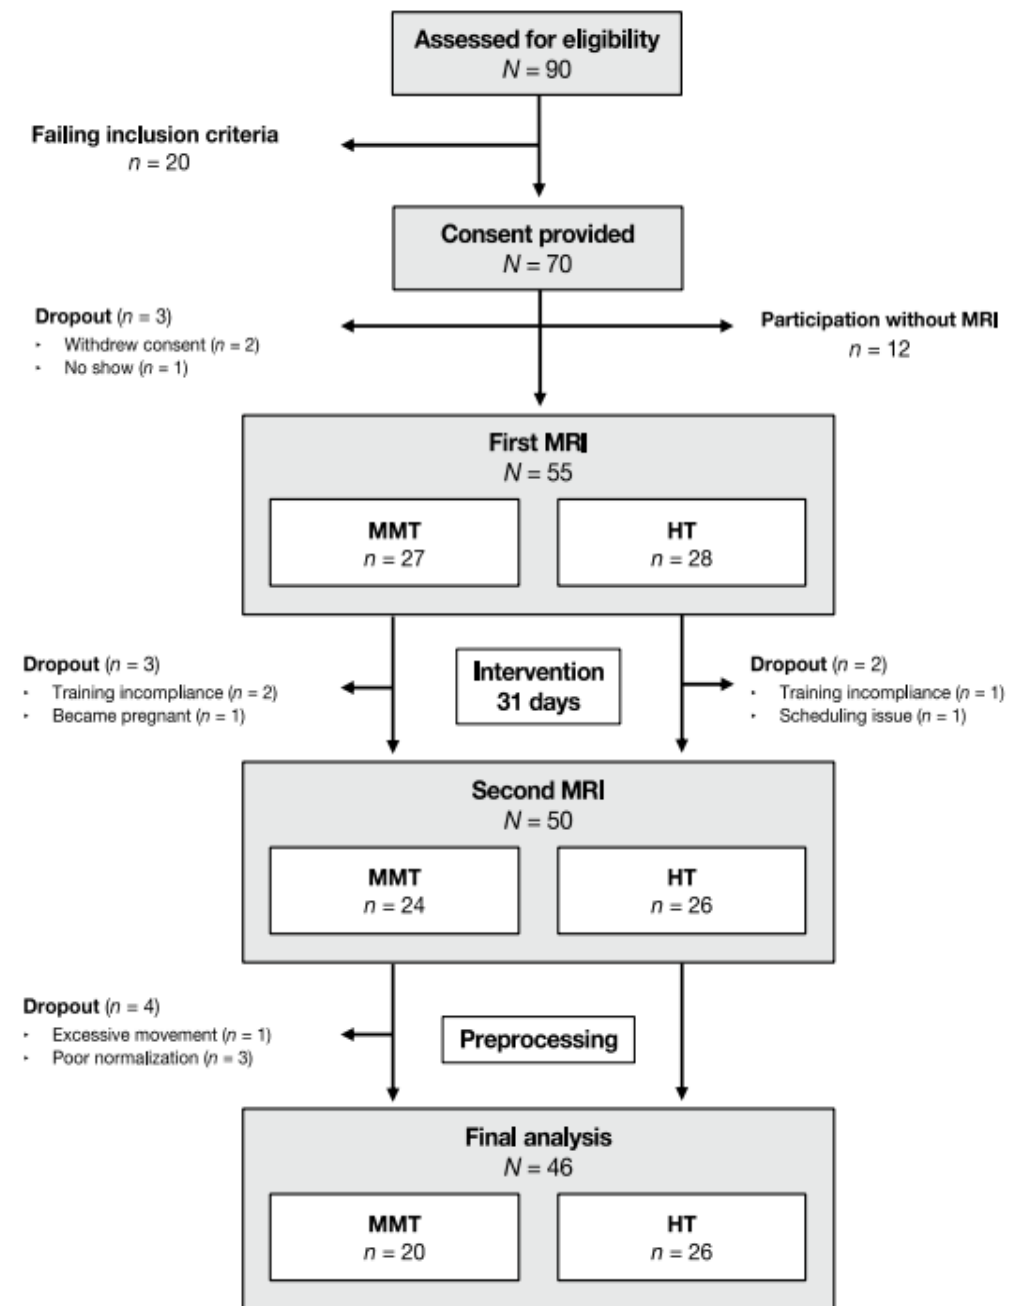 Assessed for eligibility
N = 90
Failing inclusion criteria
n = 20
Consent provided
N = 70
Dropout (n = 3)
‣ Withdrew consent (n = 2)
‣ No show (n = 1)
Participation without MRI
n = 12
First MRI
N = 55
MMT
n = 27
HT
n = 28
Dropout (n = 3)
‣ Training incompliance (n = 2)
‣ Became pregnant (n = 1)
Intervention
31 days
Dropout (n = 2)
‣ Training incompliance (n = 1)
‣ Scheduling issue (n = 1)
Second MRI
N = 50
MMT
n = 24
HT
n = 26
Dropout (n = 4)
‣ Excessive movement (n = 1)
‣ Poor normalization (n = 3)
Preprocessing
Final analysis
N = 46
MMT
n = 20
HT
n = 26